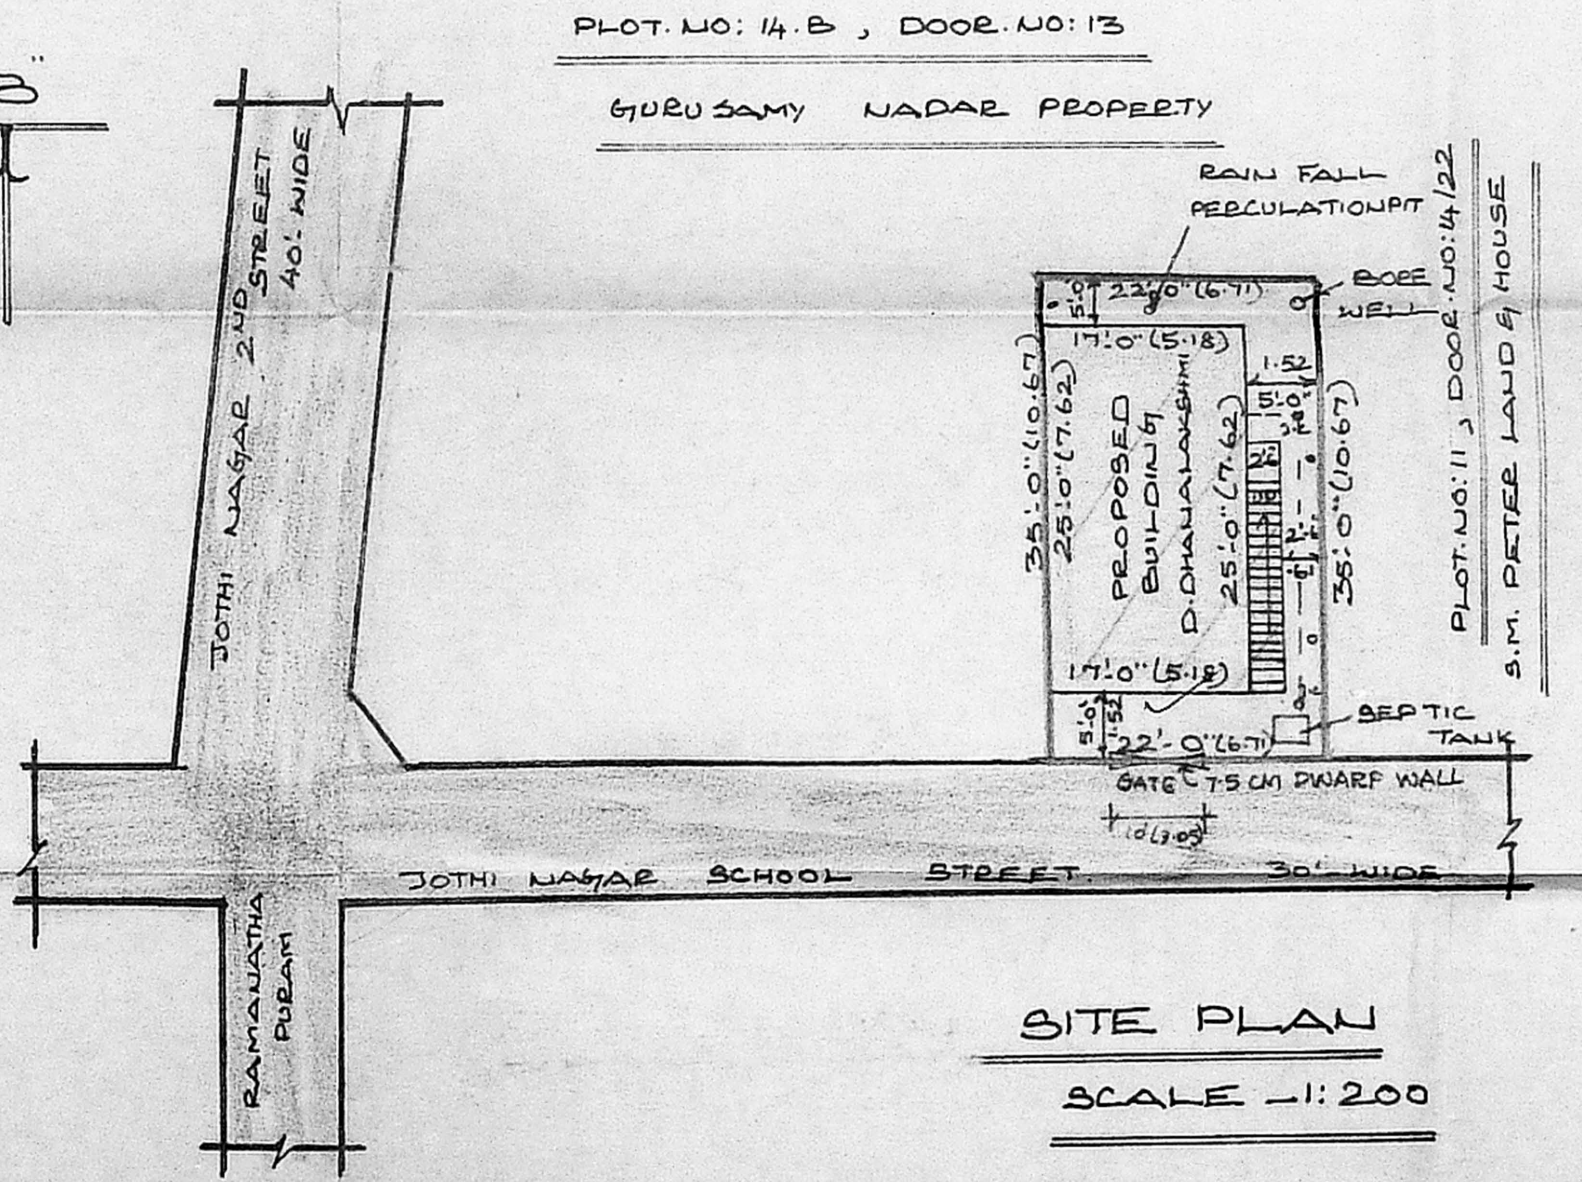 PLOT. NO: 14. B , DOOR. NO: 13
GURUSAMY NADAR PROPERTY
B"
JOTHI NAGAR 2ND STREET
40'- WIDE
RAIN FALL
PERCULATIONPIT
BORE
WELL
PLOT. NO: 11 , DOOR. NO: 4/22
S.M. PETER LAND & HOUSE
5'-0
22'-0" (6.71)
17'-0" (5.18)
1.52
5'-0"
35'-0" (10.67)
25'-0" (7.62)
PROPOSED
BUILDING
D. DHANALAKSHMI
25'-0" (7.62)
35'-0" (10.67)
17'-0" (5.18)
5'-0"
1.52
22'-0" (6.71)
SEPTIC
TANK
GATE 7.5 CM DWARF WALL
10' (3.05)
JOTHI NAGAR SCHOOL STREET. 30'- WIDE
RAMANATHA
PURAM
SITE PLAN
SCALE - 1: 200